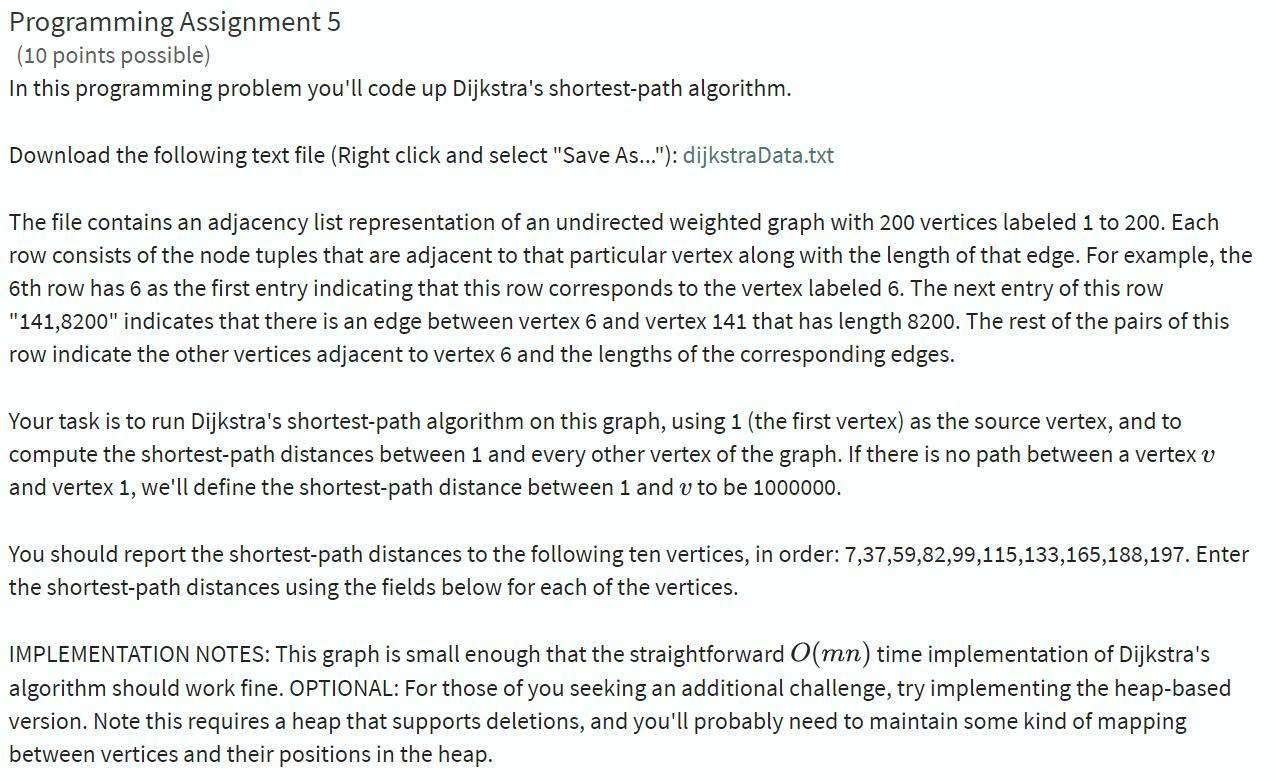 Programming Assignment 5
(10 points possible)
In this programming problem you'll code up Dijkstra's shortest-path algorithm.
Download the following text file (Right click and select "Save As..."): dijkstraData.txt
The file contains an adjacency list representation of an undirected weighted graph with 200 vertices labeled 1 to 200. Each
row consists of the node tuples that are adjacent to that particular vertex along with the length of that edge. For example, the
6th row has 6 as the first entry indicating that this row corresponds to the vertex labeled 6. The next entry of this row
"141,8200" indicates that there is an edge between vertex 6 and vertex 141 that has length 8200. The rest of the pairs of this
row indicate the other vertices adjacent to vertex 6 and the lengths of the corresponding edges.
Your task is to run Dijkstra's shortest-path algorithm on this graph, using 1 (the first vertex) as the source vertex, and to
compute the shortest-path distances between 1 and every other vertex of the graph. If there is no path between a vertex v
and vertex 1, we'll define the shortest-path distance between 1 and v to be 1000000.
You should report the shortest-path distances to the following ten vertices, in order: 7,37,59,82,99,115,133,165,188,197. Enter
the shortest-path distances using the fields below for each of the vertices.
IMPLEMENTATION NOTES: This graph is small enough that the straightforward O(mn) time implementation of Dijkstra's
algorithm should work fine. OPTIONAL: For those of you seeking an additional challenge, try implementing the heap-based
version. Note this requires a heap that supports deletions, and you'll probably need to maintain some kind of mapping
between vertices and their positions in the heap.